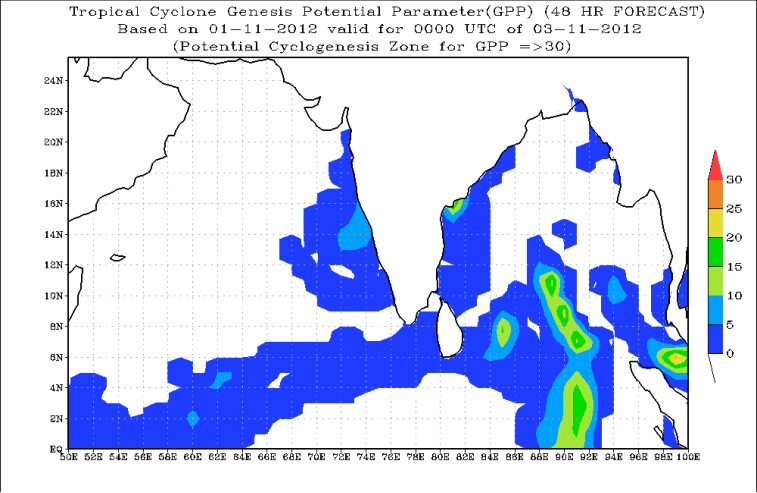 Tropical Cyclone Genesis Potential Parameter(GPP) (48 HR FORECAST)
Based on 01-11-2012 valid for 0000 UTC of 03-11-2012
(Potential Cyclogenesis Zone for GPP =>30)
24N
22N
20N
18N
16N
14N
12N
10N
8N
6N
4N
2N
EQ
50E 52E 54E 56E 58E 60E 62E 64E 66E 68E 70E 72E 74E 76E 78E 80E 82E 84E 86E 88E 90E 92E 94E 96E 98E 100E
30
25
20
15
10
5
0